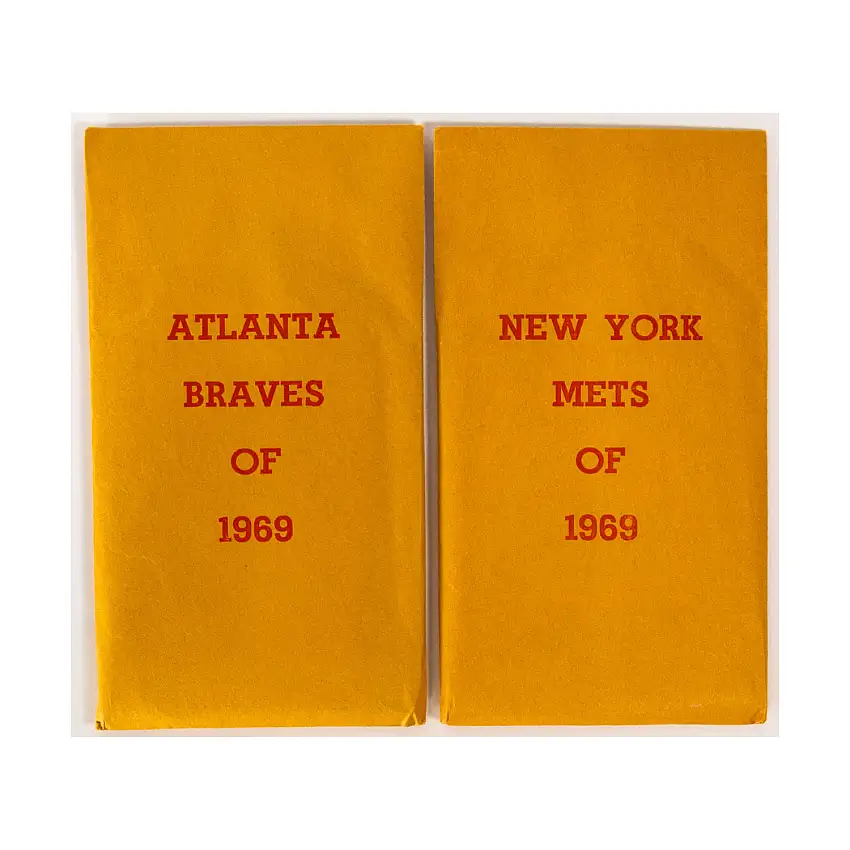 ATLANTA
BRAVES
OF
1969
NEW YORK
METS
OF
1969